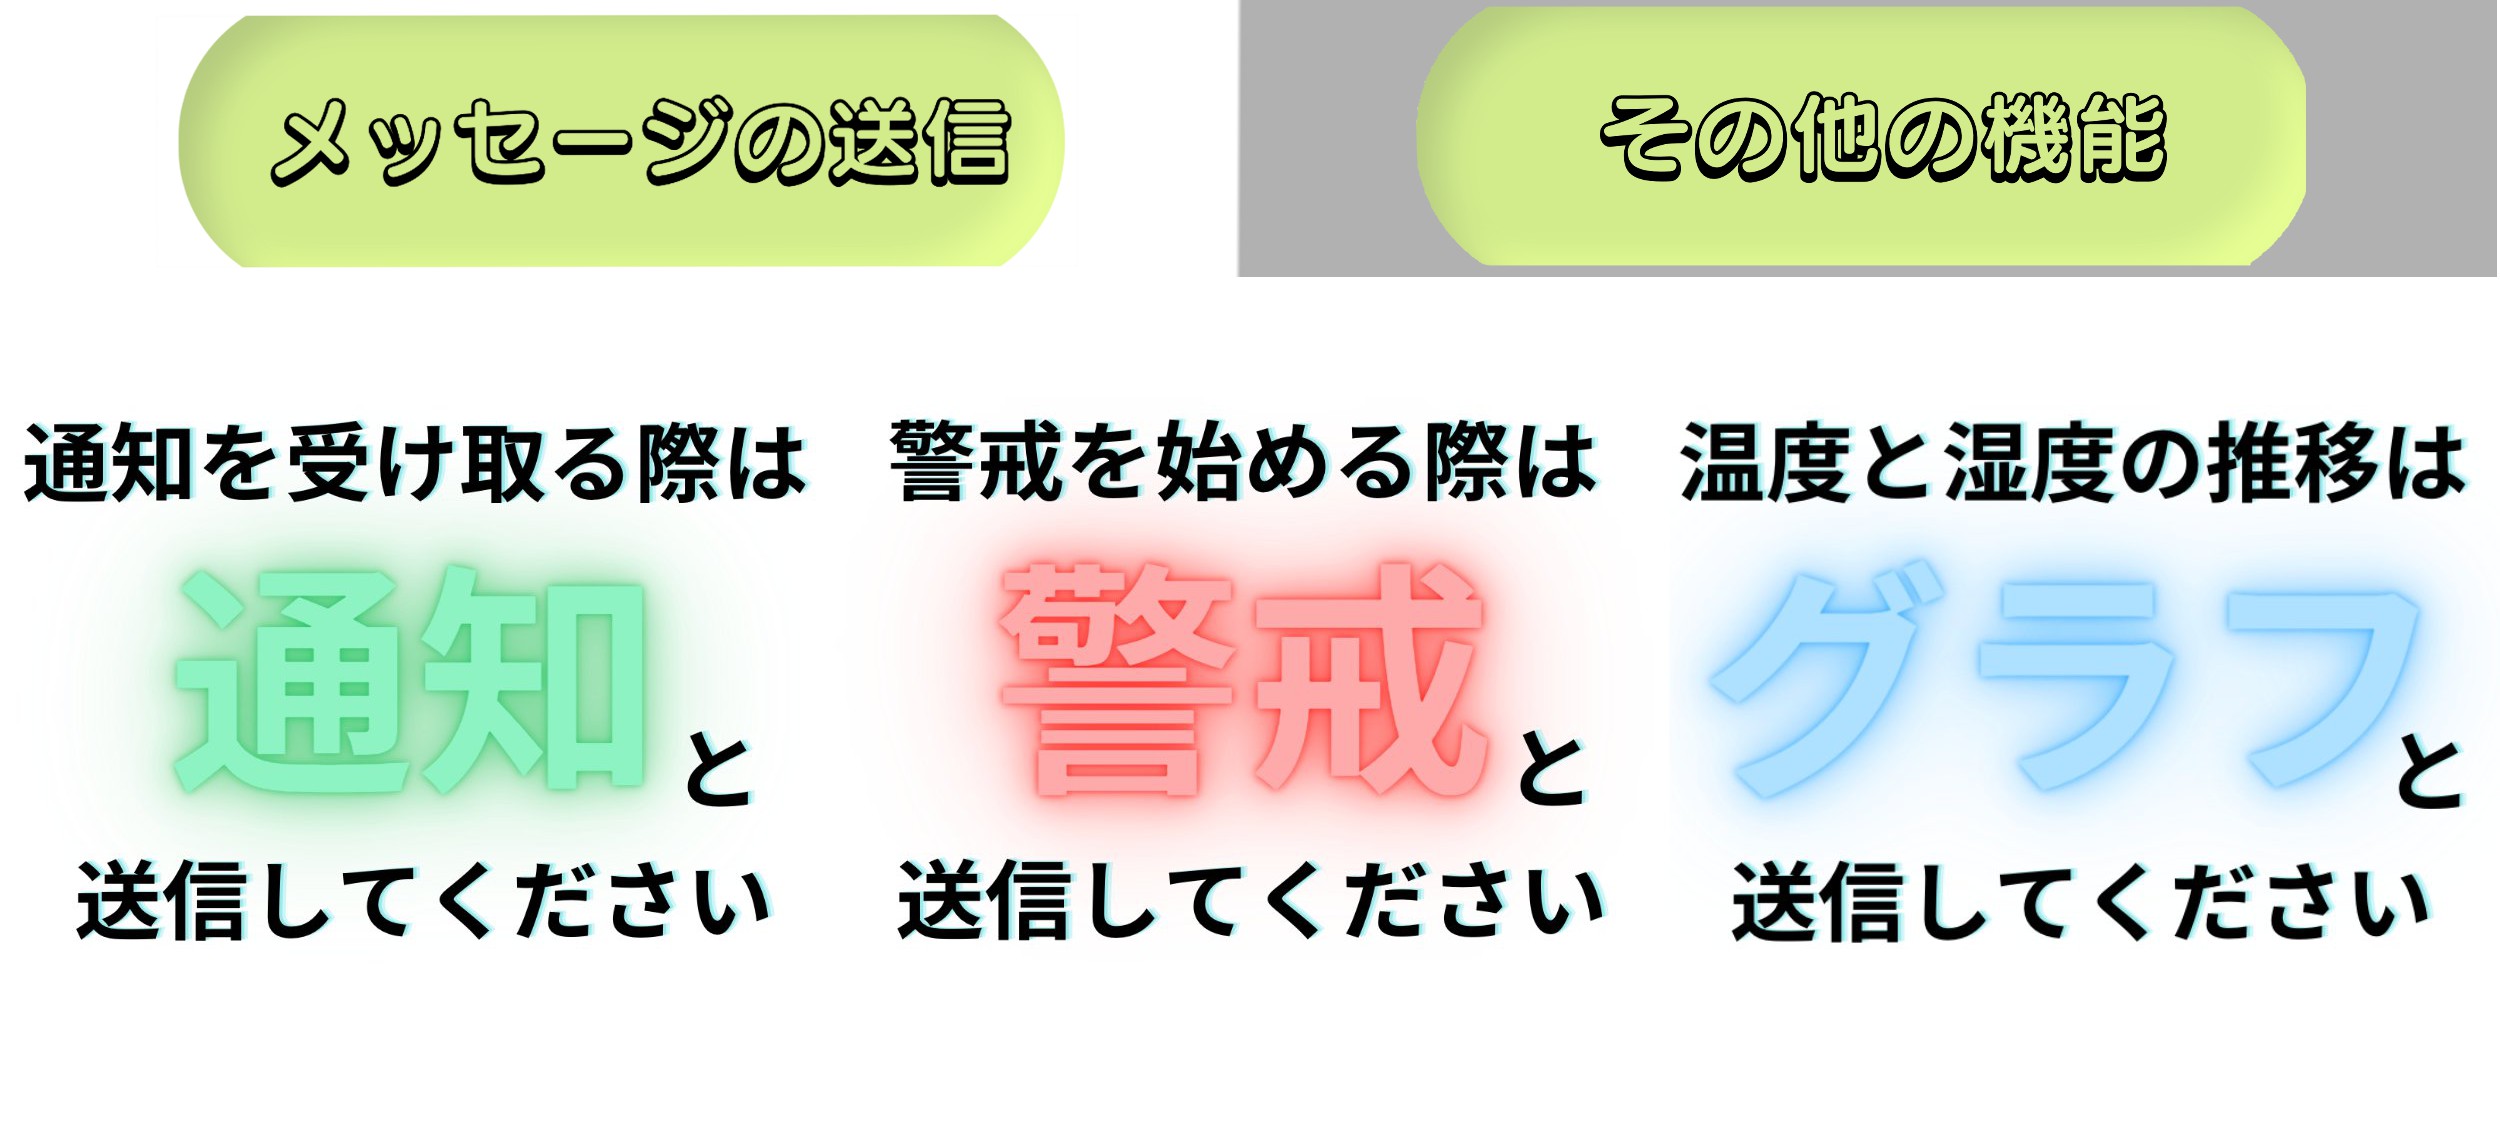 メッセージの送信
その他の機能
通知を受け取る際は
通知と
送信してください
警戒を始める際は
警戒と
送信してください
温度と湿度の推移は
グラフと
送信してください